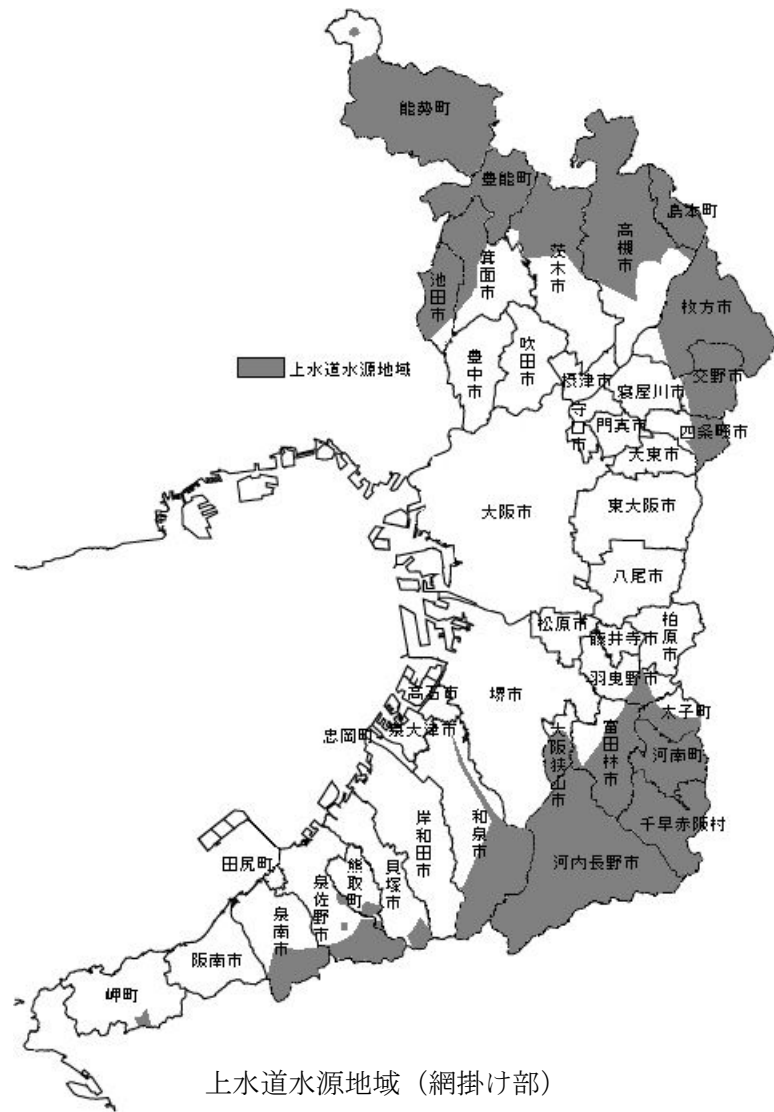 能勢町
豊能町
島本町
高槻市
茨木市
箕面市
池田市
枚方市
吹田市
豊中市
上水道水源地域
交野市
摂津市
寝屋川市
守口市
門真市
四条畷市
大東市
大阪市
東大阪市
八尾市
松原市
柏原市
藤井寺市
羽曳野市
高石市
堺市
太子町
忠岡町
泉大津市
大阪狭山市
富田林市
河南町
千早赤阪村
和泉市
岸和田市
河内長野市
貝塚市
熊取町
田尻町
泉佐野市
泉南市
阪南市
岬町
上水道水源地域（網掛け部）